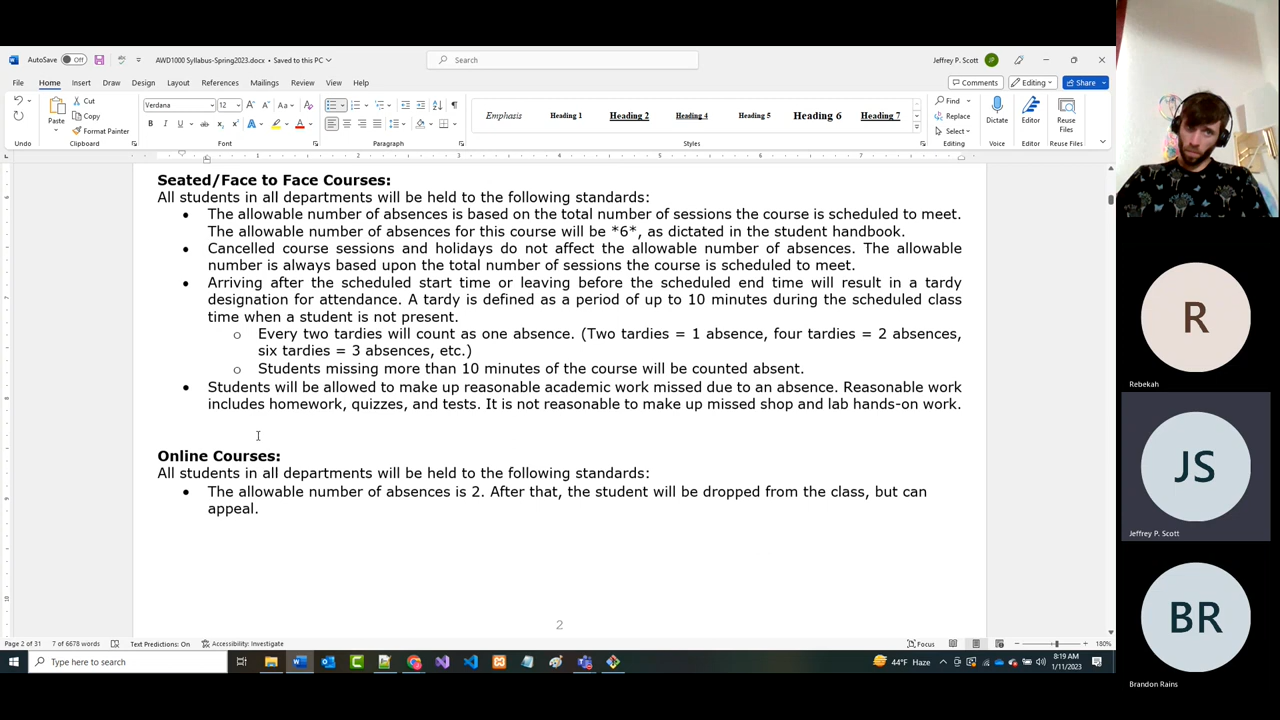 AutoSave Off AWD1000 Syllabus-Spring2023.docx • Saved to this PC Search Jeffrey P. Scott JP
File Home Insert Draw Design Layout References Mailings Review View Help Comments Editing Share
Cut
Copy
Format Painter
Paste
Verdana 12 Aa
B I U ab A A
Emphasis Heading 1 Heading 2 Heading 4 Heading 5 Heading 6 Heading 7
Find
Replace
Select
Dictate Editor Reuse Files
Undo Clipboard Font Paragraph Styles Editing Voice Editor Reuse Files
Seated/Face to Face Courses:
All students in all departments will be held to the following standards:
• The allowable number of absences is based on the total number of sessions the course is scheduled to meet.
The allowable number of absences for this course will be *6*, as dictated in the student handbook.
• Cancelled course sessions and holidays do not affect the allowable number of absences. The allowable
number is always based upon the total number of sessions the course is scheduled to meet.
• Arriving after the scheduled start time or leaving before the scheduled end time will result in a tardy
designation for attendance. A tardy is defined as a period of up to 10 minutes during the scheduled class
time when a student is not present.
o Every two tardies will count as one absence. (Two tardies = 1 absence, four tardies = 2 absences,
six tardies = 3 absences, etc.)
o Students missing more than 10 minutes of the course will be counted absent.
• Students will be allowed to make up reasonable academic work missed due to an absence. Reasonable work
includes homework, quizzes, and tests. It is not reasonable to make up missed shop and lab hands-on work.
Online Courses:
All students in all departments will be held to the following standards:
• The allowable number of absences is 2. After that, the student will be dropped from the class, but can
appeal.
2
Page 2 of 31 7 of 6678 words Text Predictions: On Accessibility: Investigate Focus 180%
Type here to search 44°F Haze 8:19 AM
1/11/2023
R
Rebekah
JS
Jeffrey P. Scott
BR
Brandon Rains